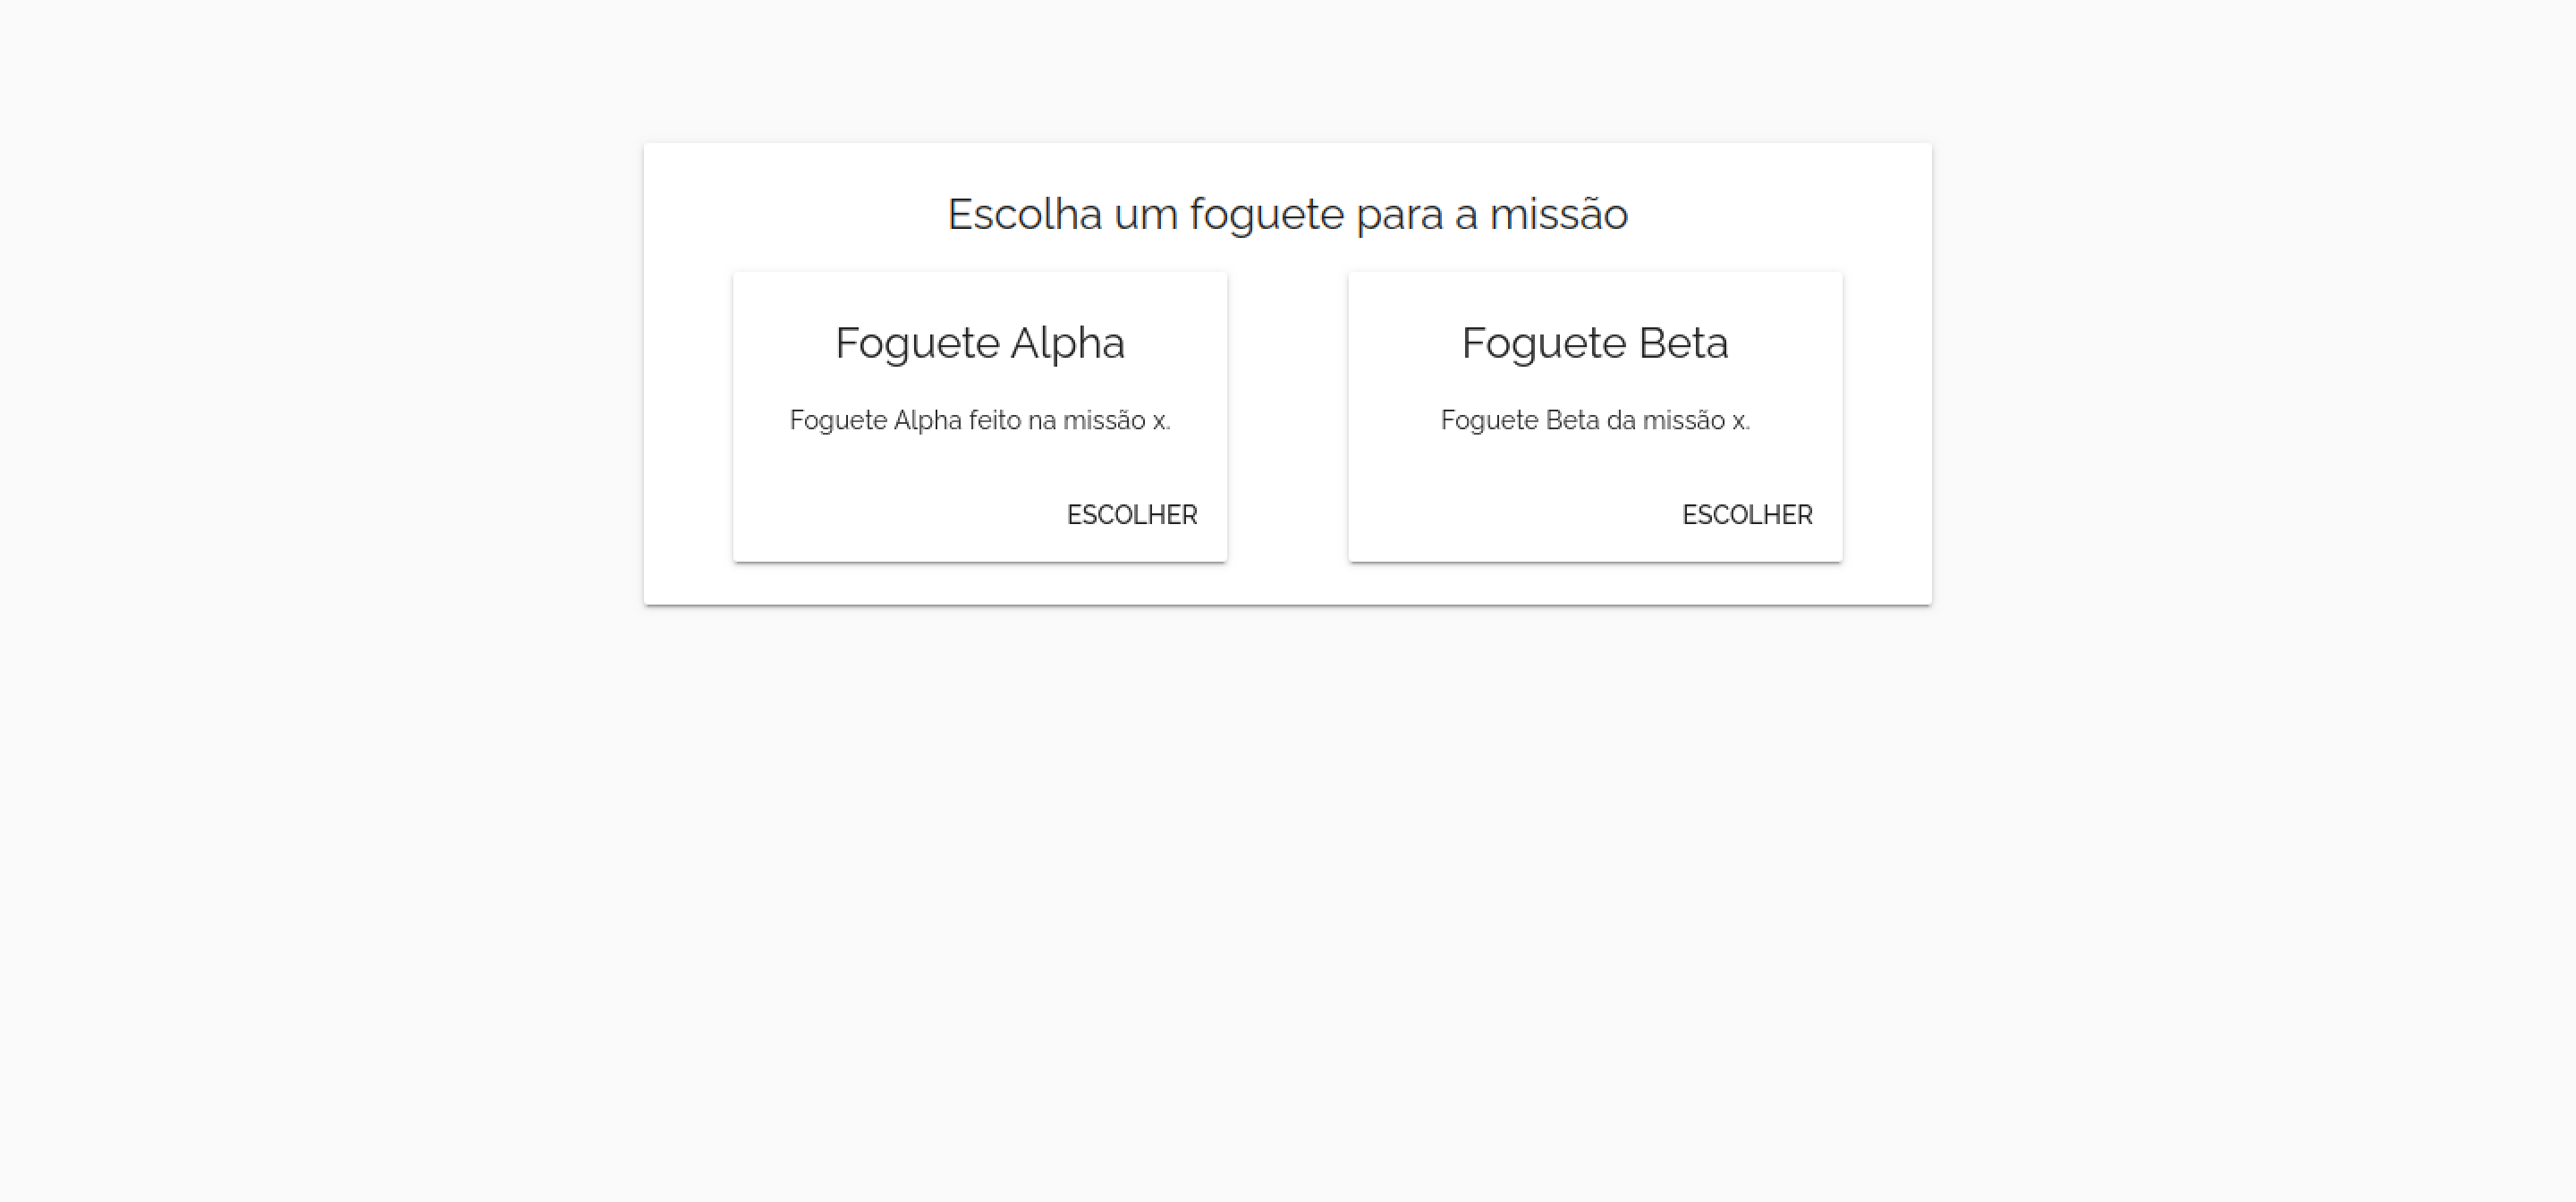 Escolha um foguete para a missão
Foguete Alpha
Foguete Alpha feito na missão x.
ESCOLHER
Foguete Beta
Foguete Beta da missão x.
ESCOLHER